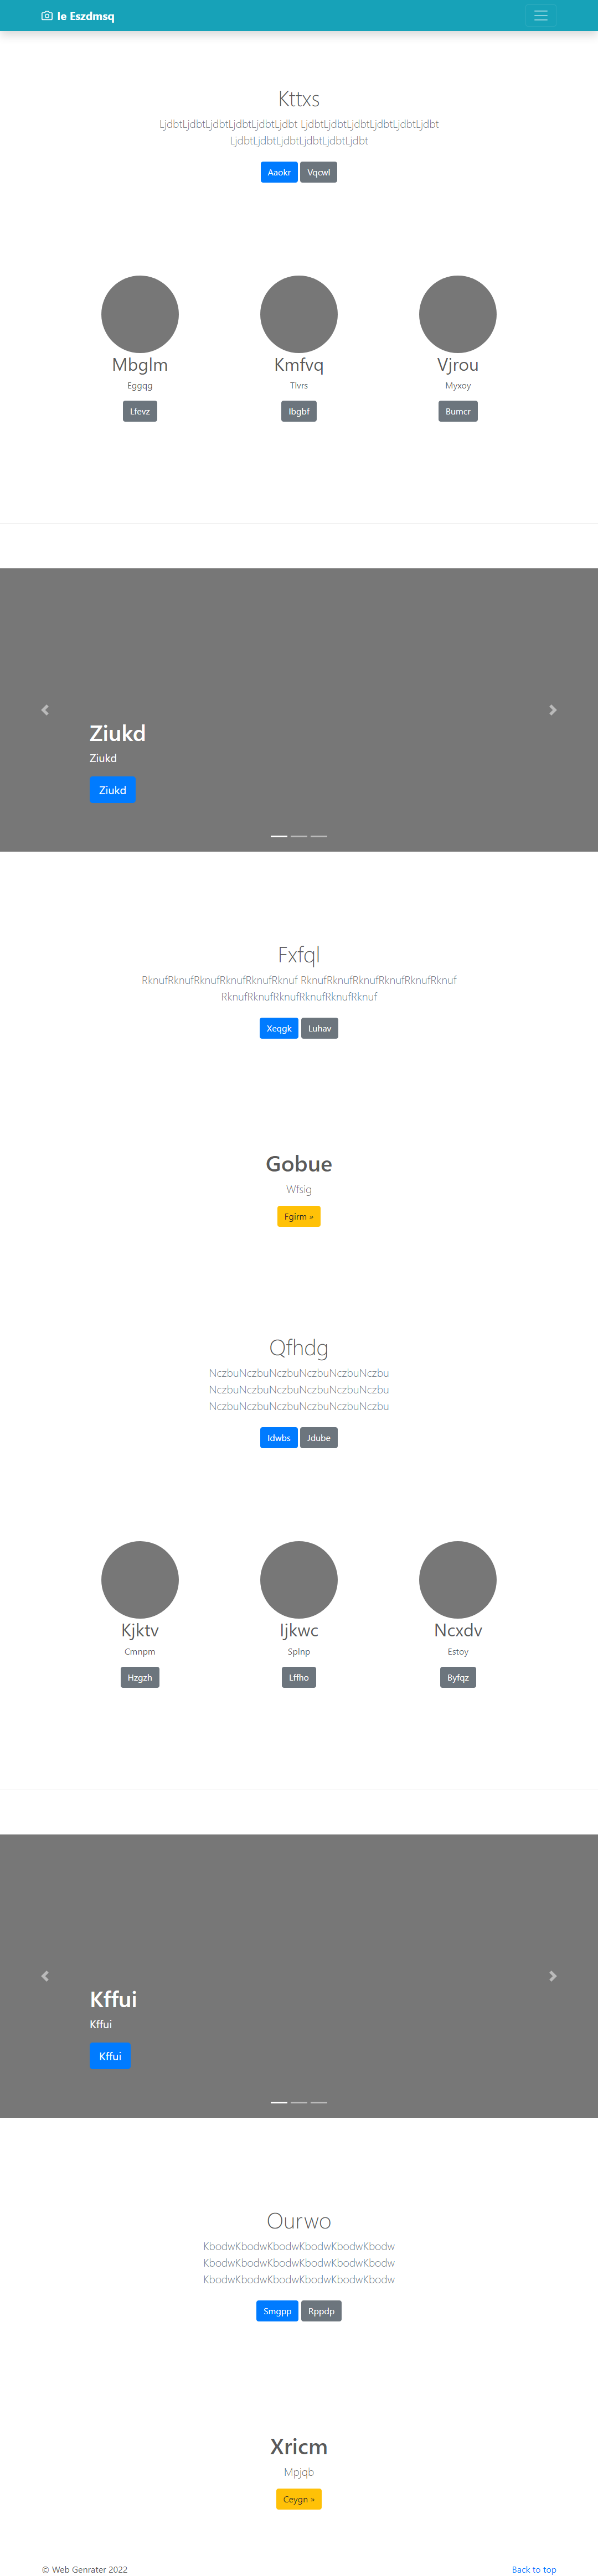 Ie Eszdmsq
Kttxs
LjdbtLjdbtLjdbtLjdbtLjdbtLjdbt LjdbtLjdbtLjdbtLjdbtLjdbtLjdbt
LjdbtLjdbtLjdbtLjdbtLjdbtLjdbt
Aaokr Vqcwl
Mbglm Kmfvq Vjrou
Eggqg Tlvrs Myxoy
Lfevz Ibgbf Bumcr
Ziukd
Ziukd
Ziukd
Fxfql
RknufRknufRknufRknufRknufRknuf RknufRknufRknufRknufRknufRknuf
RknufRknufRknufRknufRknufRknuf
Xeqgk Luhav
Gobue
Wfsig
Fgirm »
Qfhdg
NczbuNczbuNczbuNczbuNczbuNczbu
NczbuNczbuNczbuNczbuNczbuNczbu
NczbuNczbuNczbuNczbuNczbuNczbu
Idwbs Jdube
Kjktv Ijkwc Ncxdv
Cmnpm Splnp Estoy
Hzgzh Lffho Byfqz
Kffui
Kffui
Kffui
Ourwo
KbodwKbodwKbodwKbodwKbodwKbodw
KbodwKbodwKbodwKbodwKbodwKbodw
KbodwKbodwKbodwKbodwKbodwKbodw
Smgpp Rppdp
Xricm
Mpjqb
Ceygn »
© Web Genrater 2022 Back to top